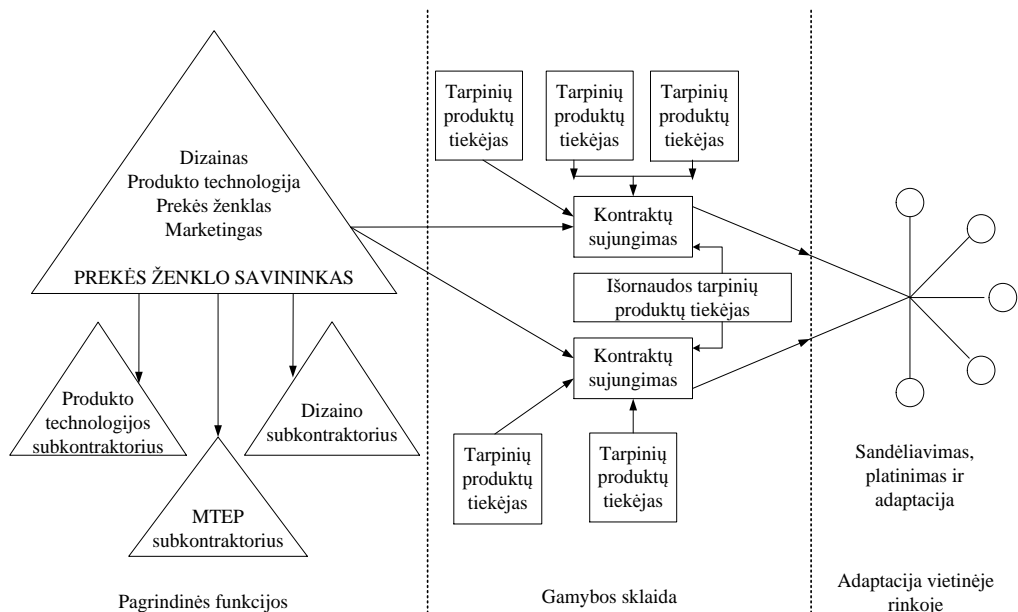 Dizainas
Produkto technologija
Prekės ženklas
Marketingas
PREKĖS ŽENKLO SAVININKAS
Produkto
technologijos
subkontraktorius
MTEP
subkontraktorius
Dizaino
subkontraktorius
Pagrindinės funkcijos
Tarpinių
produktų
tiekėjas
Tarpinių
produktų
tiekėjas
Tarpinių
produktų
tiekėjas
Kontraktų
sujungimas
Išornaudos tarpinių
produktų tiekėjas
Kontraktų
sujungimas
Tarpinių
produktų
tiekėjas
Tarpinių
produktų
tiekėjas
Gamybos sklaida
Sandėliavimas,
platinimas ir
adaptacija
Adaptacija vietinėje
rinkoje